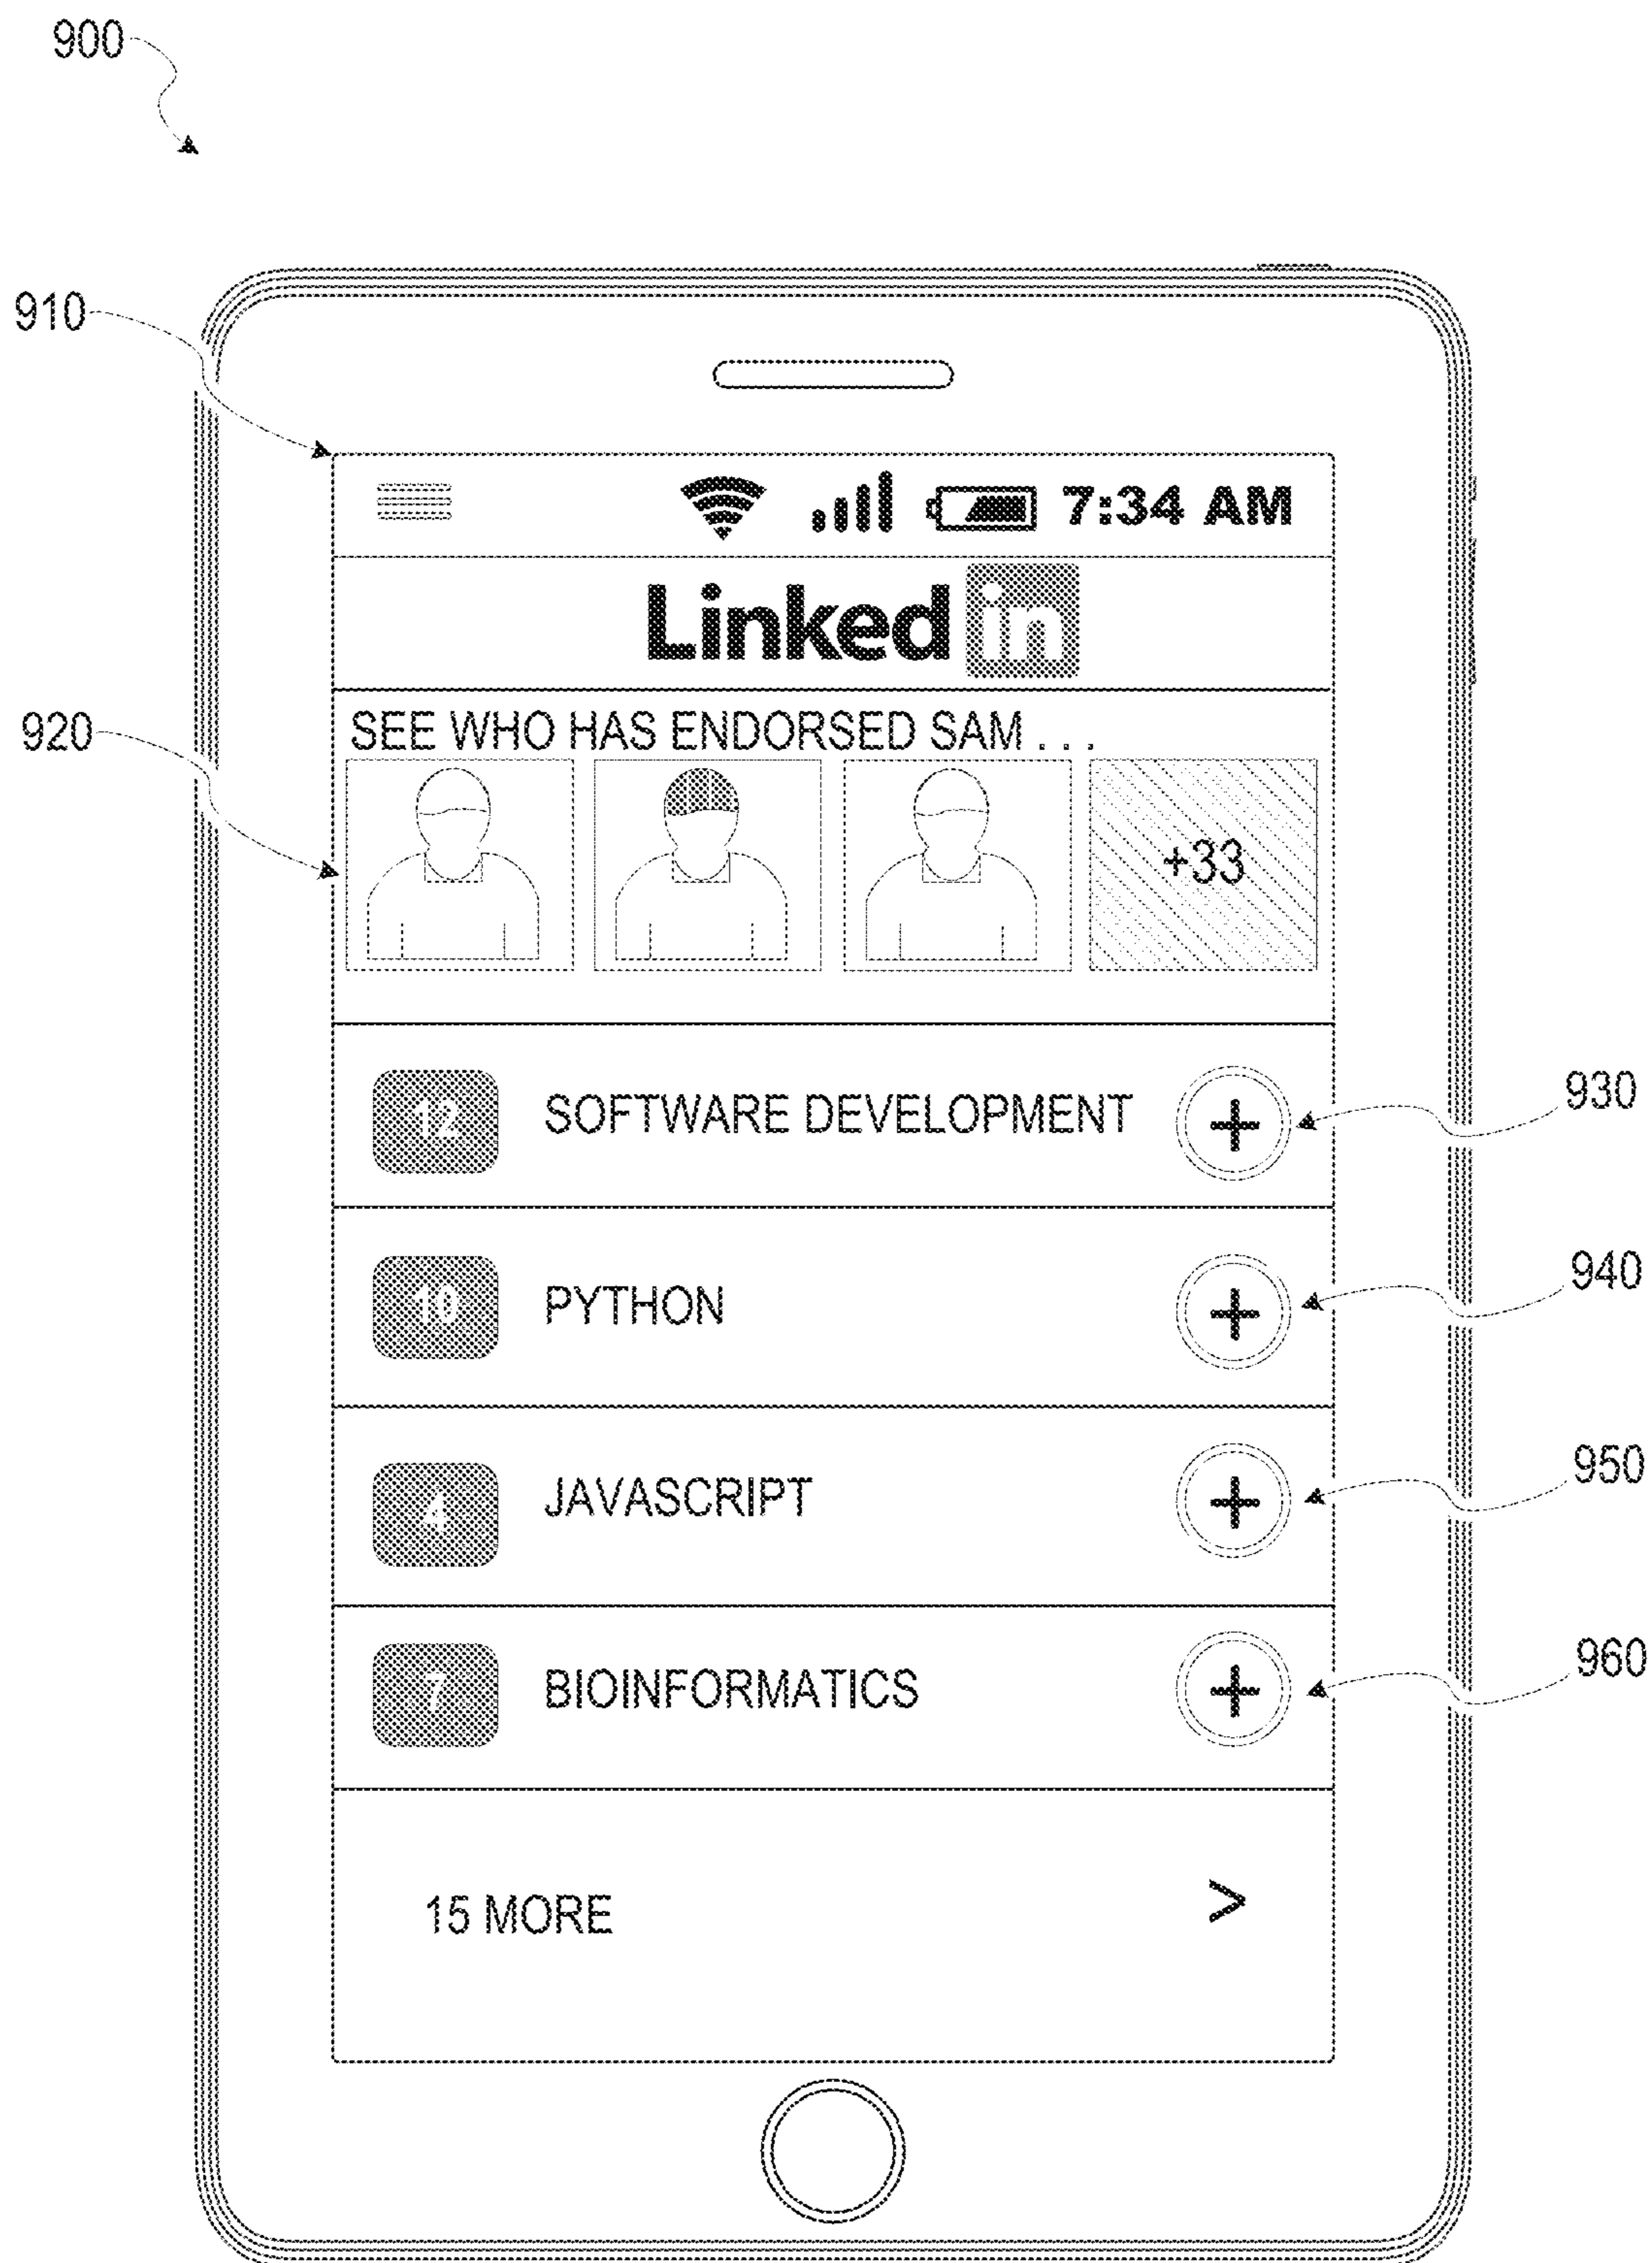 900
910
7:34 AM
Linked in
920
SEE WHO HAS ENDORSED SAM . . .
+33
12 SOFTWARE DEVELOPMENT +
930
10 PYTHON +
940
4 JAVASCRIPT +
950
7 BIOINFORMATICS +
960
15 MORE >